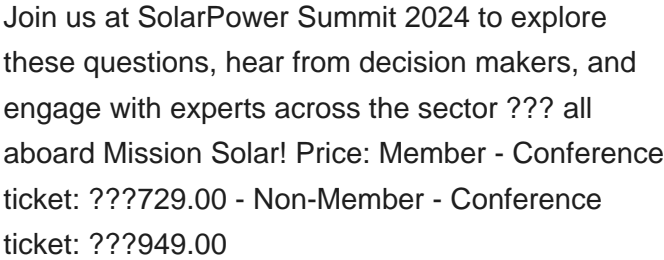 Join us at SolarPower Summit 2024 to explore
these questions, hear from decision makers, and
engage with experts across the sector ??? all
aboard Mission Solar! Price: Member - Conference
ticket: ???729.00 - Non-Member - Conference
ticket: ???949.00